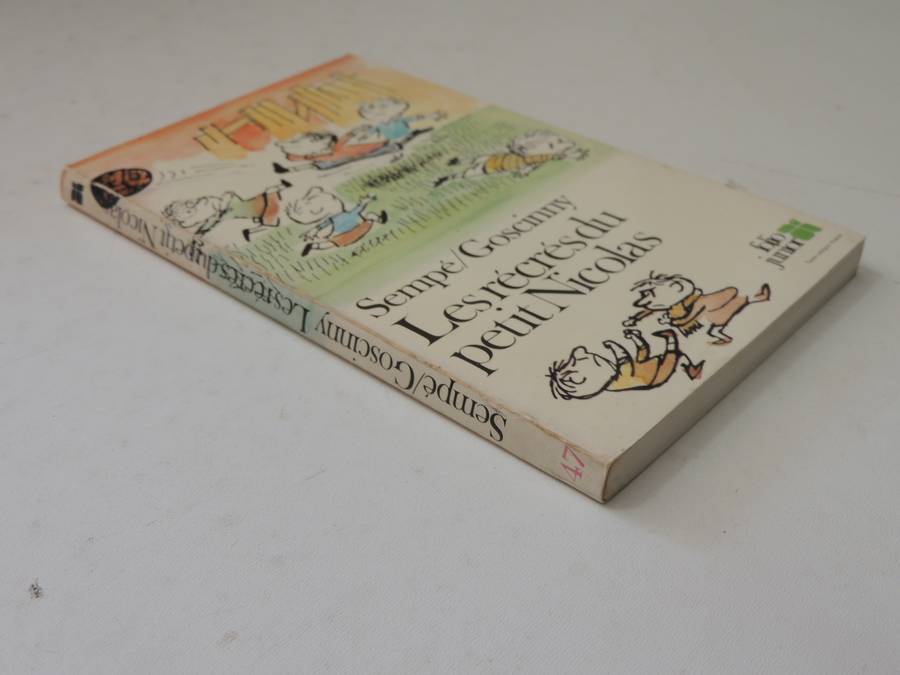 Sempé/Goscinny
Les récrés du
petit Nicolas
folio
junior
Sempé/Goscinny Les récrés du petit Nicolas
47